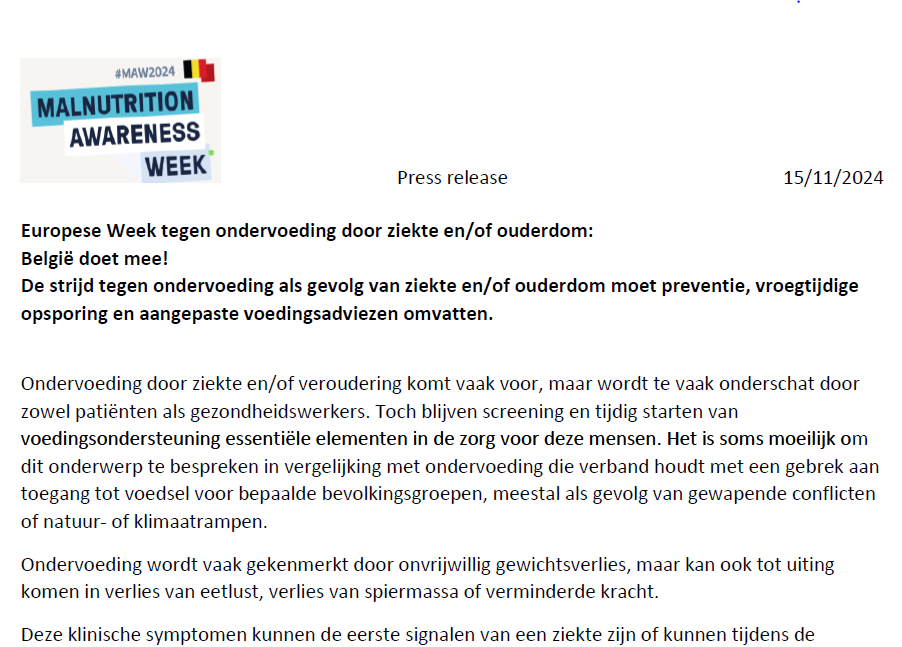 #MAW2024
MALNUTRITION
AWARENESS
WEEK
Press release 15/11/2024
Europese Week tegen ondervoeding door ziekte en/of ouderdom:
België doet mee!
De strijd tegen ondervoeding als gevolg van ziekte en/of ouderdom moet preventie, vroegtijdige
opsporing en aangepaste voedingsadviezen omvatten.
Ondervoeding door ziekte en/of veroudering komt vaak voor, maar wordt te vaak onderschat door
zowel patiënten als gezondheidswerkers. Toch blijven screening en tijdig starten van
voedingsondersteuning essentiële elementen in de zorg voor deze mensen. Het is soms moeilijk om
dit onderwerp te bespreken in vergelijking met ondervoeding die verband houdt met een gebrek aan
toegang tot voedsel voor bepaalde bevolkingsgroepen, meestal als gevolg van gewapende conflicten
of natuur- of klimaatrampen.
Ondervoeding wordt vaak gekenmerkt door onvrijwillig gewichtsverlies, maar kan ook tot uiting
komen in verlies van eetlust, verlies van spiermassa of verminderde kracht.
Deze klinische symptomen kunnen de eerste signalen van een ziekte zijn of kunnen tijdens de